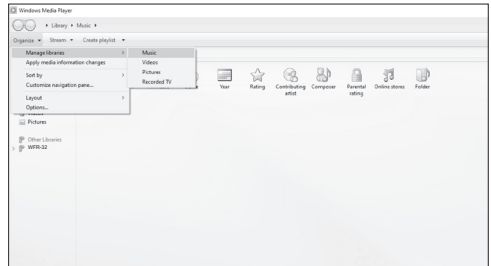 Windows Media Player
Library ▸ Music ▸
Organize ▾ Stream ▾ Create playlist ▾
Manage libraries
Apply media information changes
Sort by
Customize navigation pane...
Layout
Options...
Music
Videos
Pictures
Recorded TV
Year
Rating
Contributing artist
Composer
Parental rating
Online stores
Folder
Pictures
Other Libraries
WFR-32